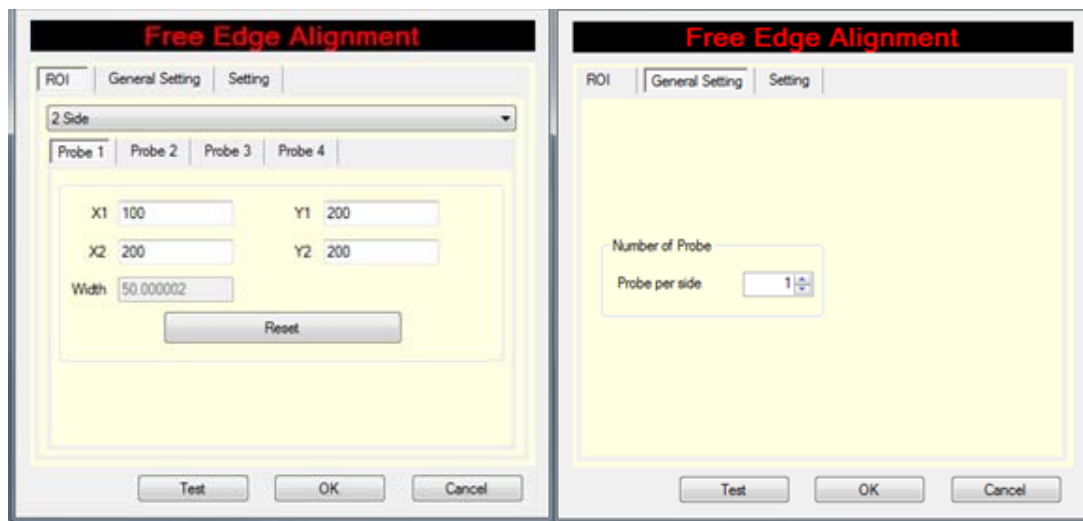 Free Edge Alignment
ROI General Setting Setting
2 Side
Probe 1 Probe 2 Probe 3 Probe 4
X1 100 Y1 200
X2 200 Y2 200
Width 50.000002
Reset
Test OK Cancel
Free Edge Alignment
ROI General Setting Setting
Number of Probe
Probe per side 1
Test OK Cancel